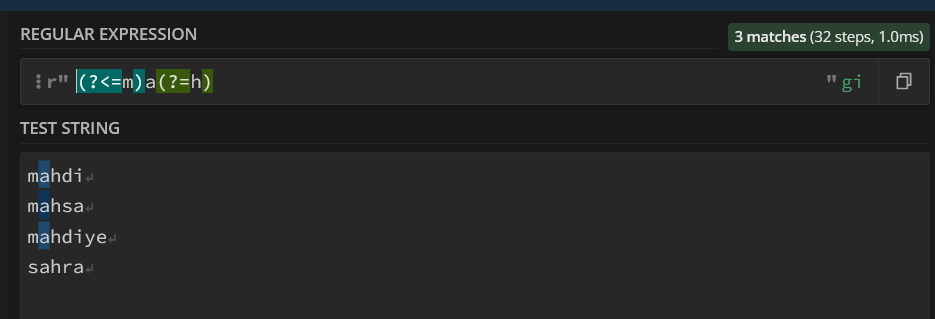 REGULAR EXPRESSION
3 matches (32 steps, 1.0ms)
r" (?<=m)a(?=h) " gi
TEST STRING
mahdi
mahsa
mahdiye
sahra